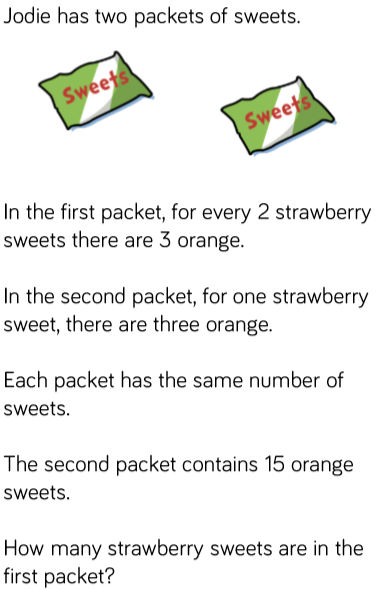 Jodie has two packets of sweets.
Sweets
Sweets
In the first packet, for every 2 strawberry
sweets there are 3 orange.
In the second packet, for one strawberry
sweet, there are three orange.
Each packet has the same number of
sweets.
The second packet contains 15 orange
sweets.
How many strawberry sweets are in the
first packet?